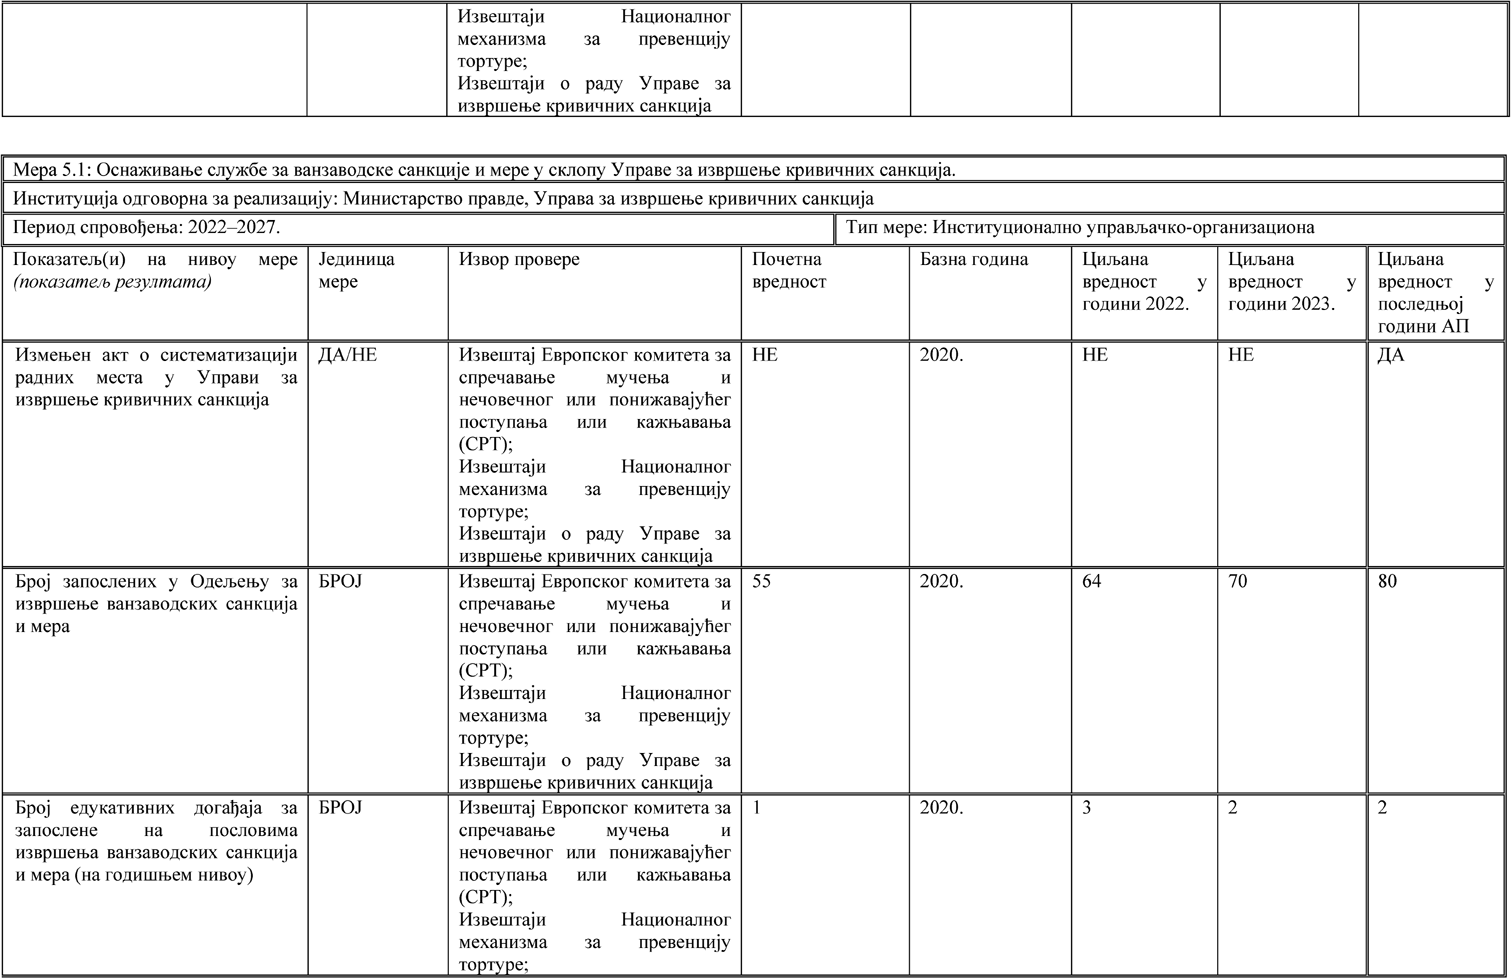 Извештаји Националног
механизма за превенцију
тортуре;
Извештаји о раду Управе за
извршење кривичних санкција
Мера 5.1: Оснаживање службе за ванзаводске санкције и мере у склопу Управе за извршење кривичних санкција.
Институција одговорна за реализацију: Министарство правде, Управа за извршење кривичних санкција
Период спровођења: 2022–2027.
Тип мере: Институционално управљачко-организациона
Показатељ(и) на нивоу мере
(показатељ резултата)
Јединица
мере
Извор провере
Почетна
вредност
Базна година
Циљана
вредност у
години 2022.
Циљана
вредност у
години 2023.
Циљана
вредност у
последњој
години АП
Измењен акт о систематизацији
радних места у Управи за
извршење кривичних санкција
ДА/НЕ
Извештај Европског комитета за
спречавање мучења и
нечовечног или понижавајућег
поступања или кажњавања
(СРТ);
Извештаји Националног
механизма за превенцију
тортуре;
Извештаји о раду Управе за
извршење кривичних санкција
НЕ
2020.
НЕ
НЕ
ДА
Број запослених у Одељењу за
извршење ванзаводских санкција
и мера
БРОЈ
Извештај Европског комитета за
спречавање мучења и
нечовечног или понижавајућег
поступања или кажњавања
(СРТ);
Извештаји Националног
механизма за превенцију
тортуре;
Извештаји о раду Управе за
извршење кривичних санкција
55
2020.
64
70
80
Број едукативних догађаја за
запослене на пословима
извршења ванзаводских санкција
и мера (на годишњем нивоу)
БРОЈ
Извештај Европског комитета за
спречавање мучења и
нечовечног или понижавајућег
поступања или кажњавања
(СРТ);
Извештаји Националног
механизма за превенцију
тортуре;
1
2020.
3
2
2